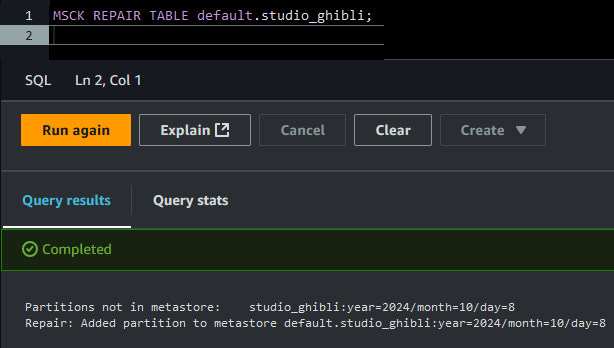 1 MSCK REPAIR TABLE default.studio_ghibli;
2
SQL Ln 2, Col 1
Run again Explain Cancel Clear Create
Query results Query stats
Completed
Partitions not in metastore: studio_ghibli:year=2024/month=10/day=8
Repair: Added partition to metastore default.studio_ghibli:year=2024/month=10/day=8